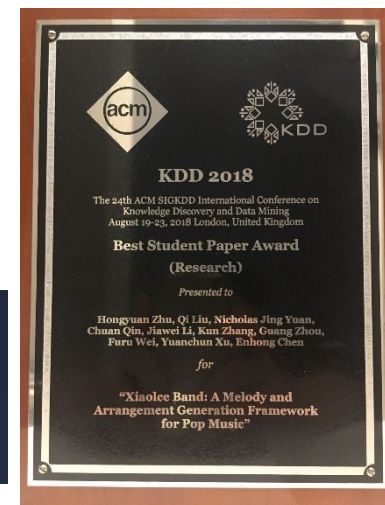 acm
KDD
KDD 2018
The 24th ACM SIGKDD International Conference on
Knowledge Discovery and Data Mining
August 19-23, 2018 London, United Kingdom
Best Student Paper Award
(Research)
Presented to
Hongyuan Zhu, Qi Liu, Nicholas Jing Yuan,
Chuan Qin, Jiawei Li, Kun Zhang, Guang Zhou,
Furu Wei, Yuanchun Xu, Enhong Chen
for
“XiaoIce Band: A Melody and
Arrangement Generation Framework
for Pop Music”